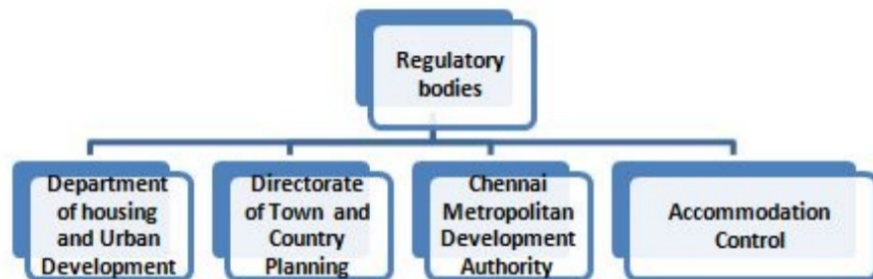 Regulatory
bodies
Department
of housing
and Urban
Development
Directorate
of Town and
Country
Planning
Chennai
Metropolitan
Development
Authority
Accommodation
Control